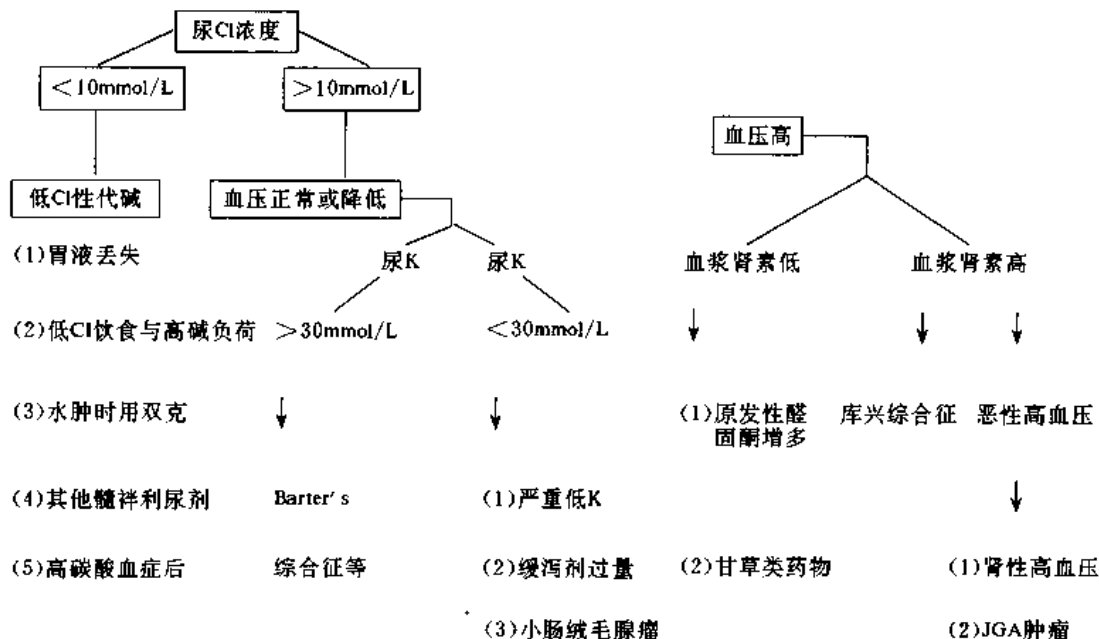 尿Cl浓度
<10mmol/L >10mmol/L
血压高
低Cl性代碱 血压正常或降低
(1)胃液丢失 尿K 尿K 血浆肾素低 血浆肾素高
(2)低Cl饮食与高碱负荷 >30mmol/L <30mmol/L
(3)水肿时用双克 (1)原发性醛 库兴综合征 恶性高血压
固酮增多
(4)其他髓袢利尿剂 Barter's (1)严重低K
(5)高碳酸血症后 综合征等 (2)缓泻剂过量 (2)甘草类药物 (1)肾性高血压
(3)小肠绒毛腺瘤 (2)JGA肿瘤